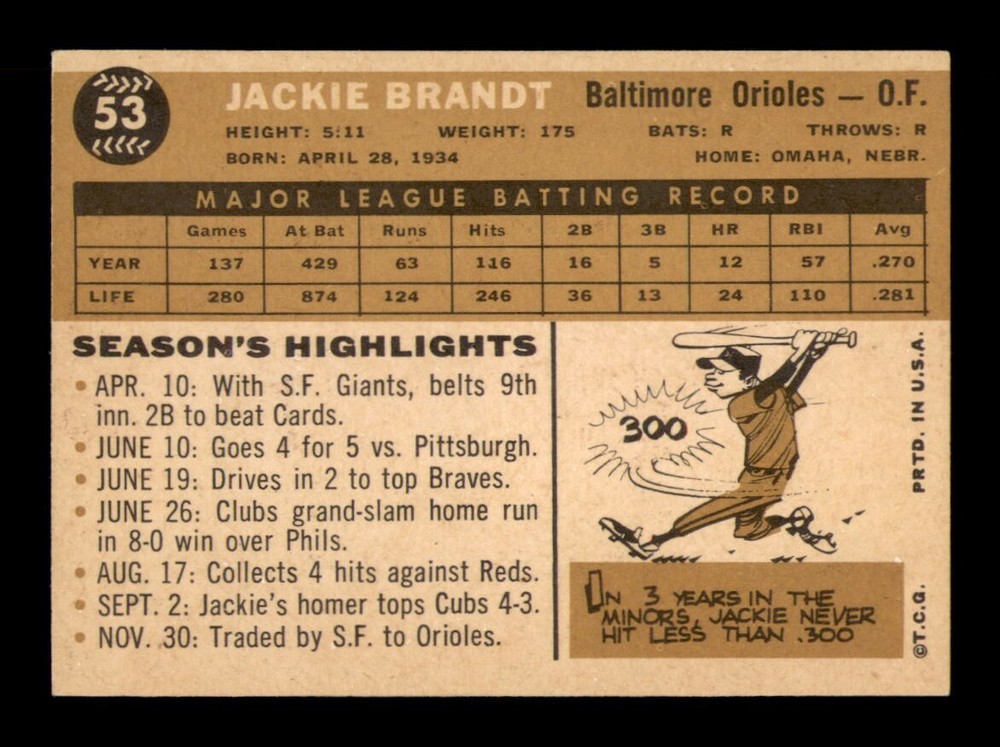 53
JACKIE BRANDT Baltimore Orioles — O.F.
HEIGHT: 5:11 WEIGHT: 175 BATS: R THROWS: R
BORN: APRIL 28, 1934 HOME: OMAHA, NEBR.
MAJOR LEAGUE BATTING RECORD
Games At Bat Runs Hits 2B 3B HR RBI Avg
YEAR 137 429 63 116 16 5 12 57 .270
LIFE 280 874 124 246 36 13 24 110 .281
SEASON'S HIGHLIGHTS
• APR. 10: With S.F. Giants, belts 9th
inn. 2B to beat Cards.
• JUNE 10: Goes 4 for 5 vs. Pittsburgh.
• JUNE 19: Drives in 2 to top Braves.
• JUNE 26: Clubs grand-slam home run
in 8-0 win over Phils.
• AUG. 17: Collects 4 hits against Reds.
• SEPT. 2: Jackie's homer tops Cubs 4-3.
• NOV. 30: Traded by S.F. to Orioles.
300
IN 3 YEARS IN THE
MINORS, JACKIE NEVER
HIT LESS THAN .300
PRTD. IN U.S.A.
©T.C.G.